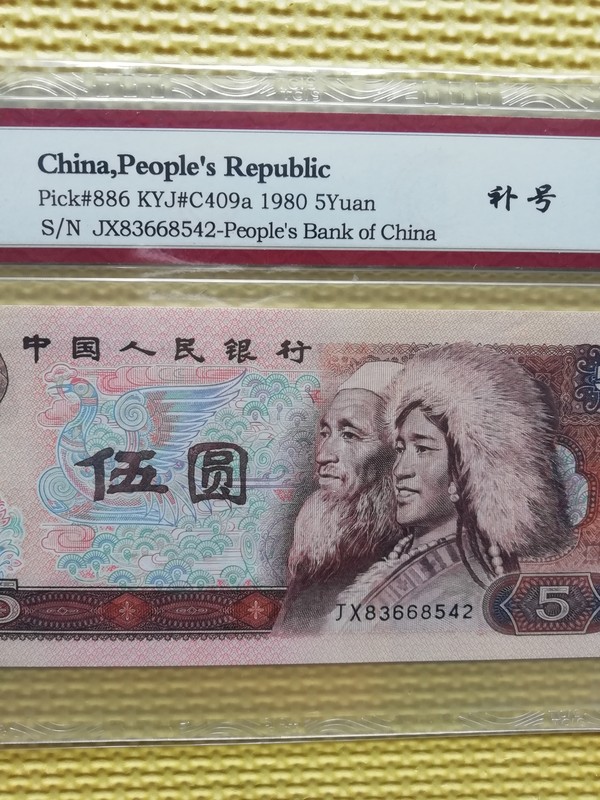 China,People's Republic
Pick#886 KYJ#C409a 1980 5Yuan
补号
S/N JX83668542-People's Bank of China
中国人民银行
伍圆
JX83668542
5